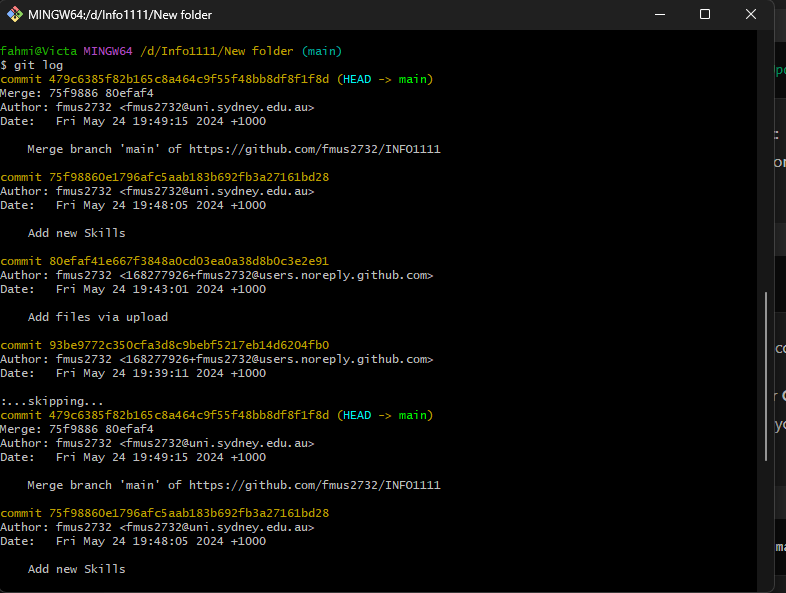 MINGW64:/d/Info1111/New folder
fahmi@Victa MINGW64 /d/Info1111/New folder (main)
$ git log
commit 479c6385f82b165c8a464c9f55f48bb8df8f1f8d (HEAD -> main)
Merge: 75f9886 80efaf4
Author: fmus2732 <fmus2732@uni.sydney.edu.au>
Date:   Fri May 24 19:49:15 2024 +1000
Merge branch 'main' of https://github.com/fmus2732/INFO1111
commit 75f98860e1796afc5aab183b692fb3a27161bd28
Author: fmus2732 <fmus2732@uni.sydney.edu.au>
Date:   Fri May 24 19:48:05 2024 +1000
Add new Skills
commit 80efaf41e667f3848a0cd03ea0a38d8b0c3e2e91
Author: fmus2732 <168277926+fmus2732@users.noreply.github.com>
Date:   Fri May 24 19:43:01 2024 +1000
Add files via upload
commit 93be9772c350cfa3d8c9bebf5217eb14d6204fb0
Author: fmus2732 <168277926+fmus2732@users.noreply.github.com>
Date:   Fri May 24 19:39:11 2024 +1000
:...skipping...
commit 479c6385f82b165c8a464c9f55f48bb8df8f1f8d (HEAD -> main)
Merge: 75f9886 80efaf4
Author: fmus2732 <fmus2732@uni.sydney.edu.au>
Date:   Fri May 24 19:49:15 2024 +1000
Merge branch 'main' of https://github.com/fmus2732/INFO1111
commit 75f98860e1796afc5aab183b692fb3a27161bd28
Author: fmus2732 <fmus2732@uni.sydney.edu.au>
Date:   Fri May 24 19:48:05 2024 +1000
Add new Skills